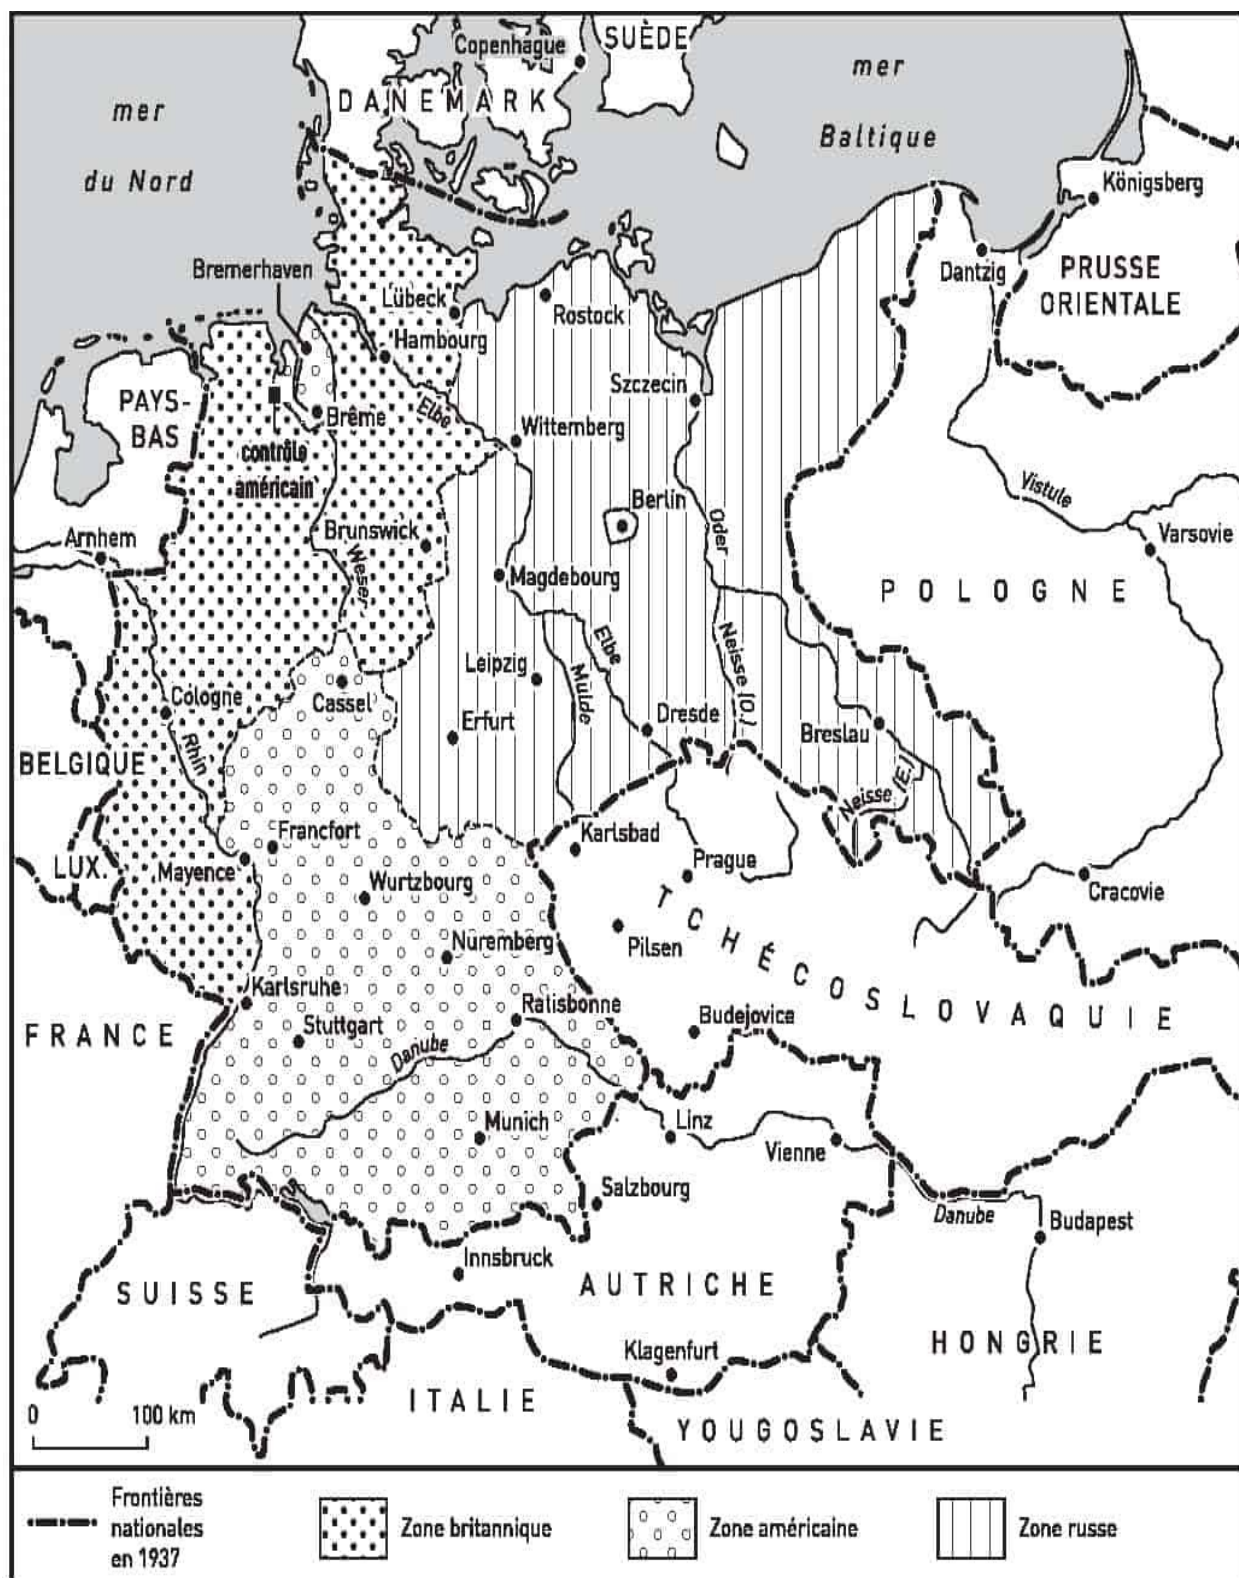 SUÈDE
Copenhague
mer
Baltique
mer
du Nord
DANEMARK
Königsberg
Dantzig
PRUSSE
ORIENTALE
Bremerhaven
Lübeck
Rostock
Hambourg
Szczecin
PAYS-
BAS
Brême
Elbe
Wittemberg
contrôle
américain
Vistule
Berlin
Oder
Varsovie
Arnhem
Brunswick
Weser
Magdebourg
POLOGNE
Elbe
Neisse (O.)
Leipzig
Mulde
Cologne
Cassel
Rhin
Erfurt
Dresde
Breslau
BELGIQUE
Neisse (E.)
Francfort
Karlsbad
LUX.
Mayence
Prague
Wurtzbourg
Cracovie
TCHÉCOSLOVAQUIE
Nuremberg
Pilsen
Karlsruhe
Ratisbonne
FRANCE
Stuttgart
Budejovice
Danube
Munich
Linz
Vienne
Salzbourg
Danube
Budapest
Innsbruck
SUISSE
AUTRICHE
HONGRIE
Klagenfurt
ITALIE
YOUGOSLAVIE
0 100 km
Frontières
nationales
en 1937
Zone britannique
Zone américaine
Zone russe